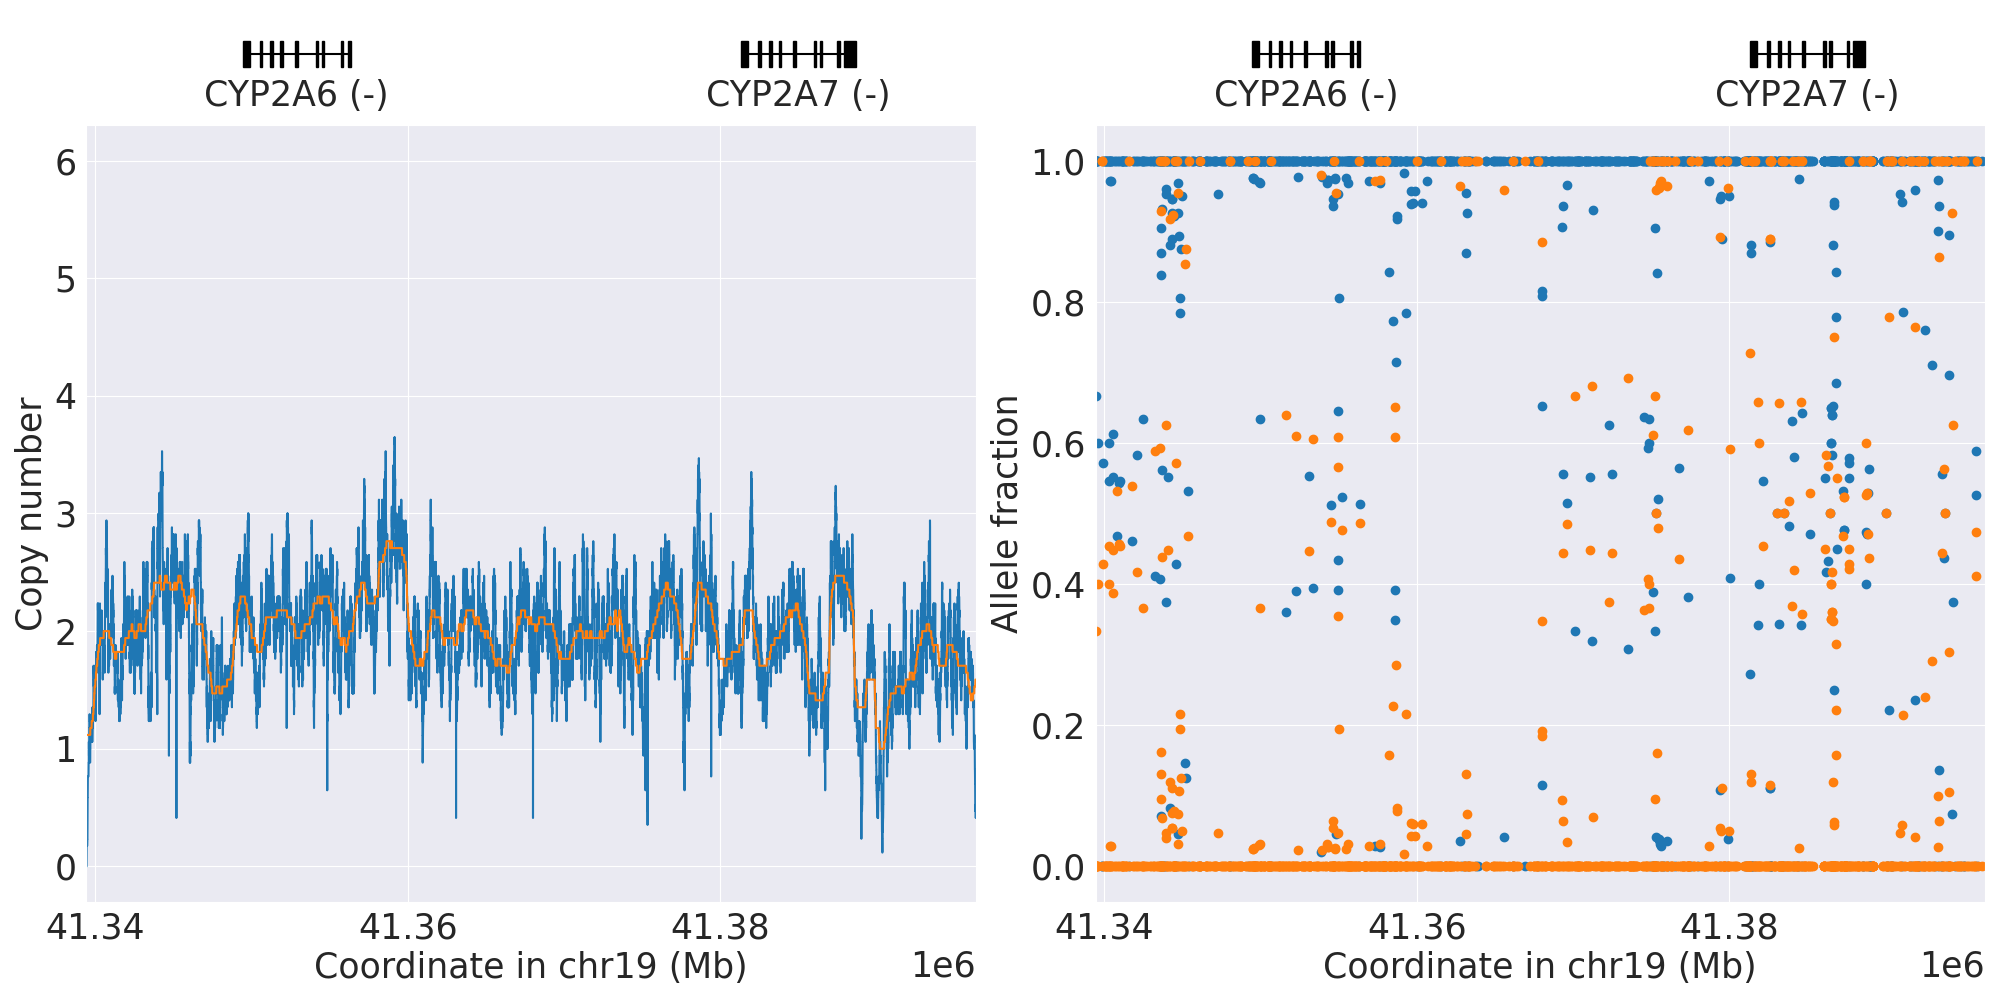 CYP2A6 (-)
CYP2A7 (-)
6
5
4
3
2
1
0
Copy number
41.34
41.36
41.38
Coordinate in chr19 (Mb)
1e6
CYP2A6 (-)
CYP2A7 (-)
1.0
0.8
0.6
0.4
0.2
0.0
Allele fraction
41.34
41.36
41.38
Coordinate in chr19 (Mb)
1e6